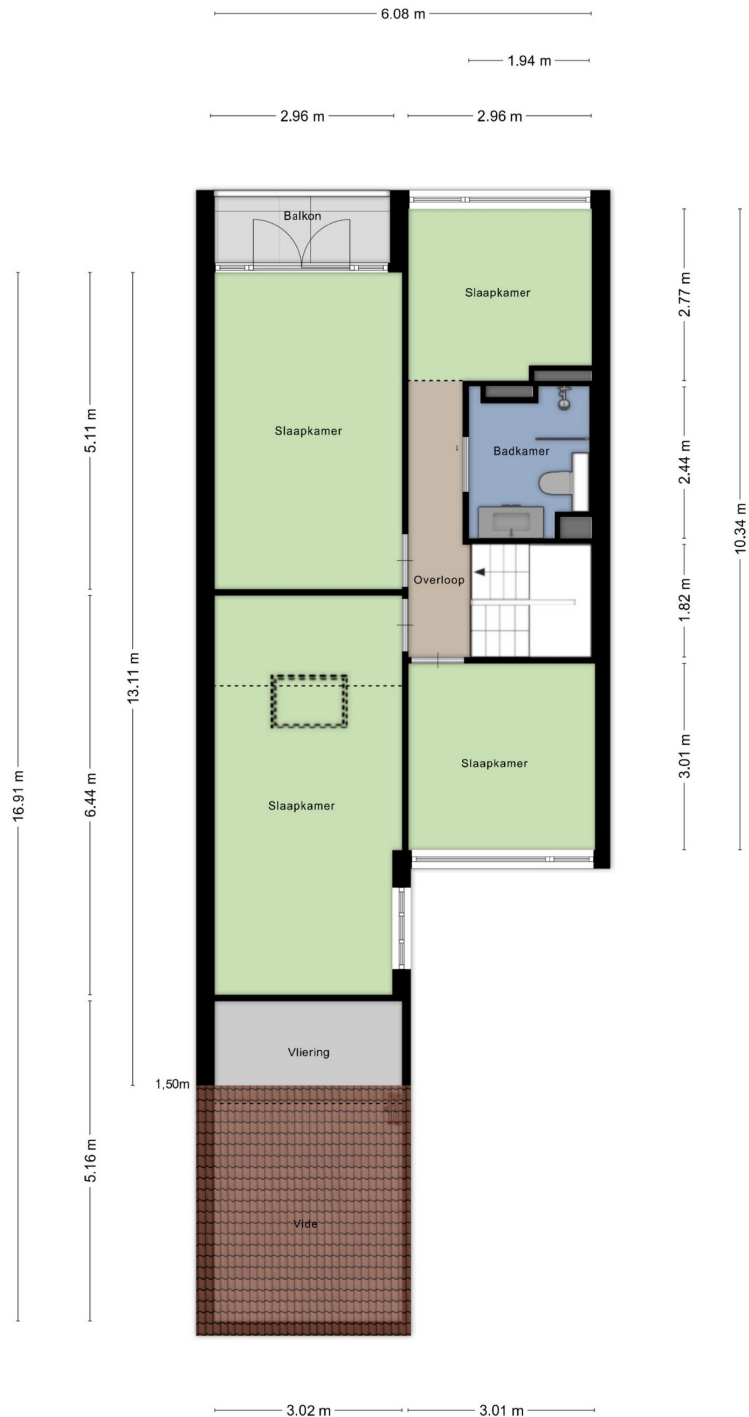 6.08 m
1.94 m
2.96 m
2.96 m
Balkon
Slaapkamer
2.77 m
5.11 m
Slaapkamer
Badkamer
2.44 m
10.34 m
Overloop
1.82 m
13.11 m
16.91 m
6.44 m
Slaapkamer
Slaapkamer
3.01 m
Vliering
1,50m
5.16 m
Vide
3.02 m
3.01 m